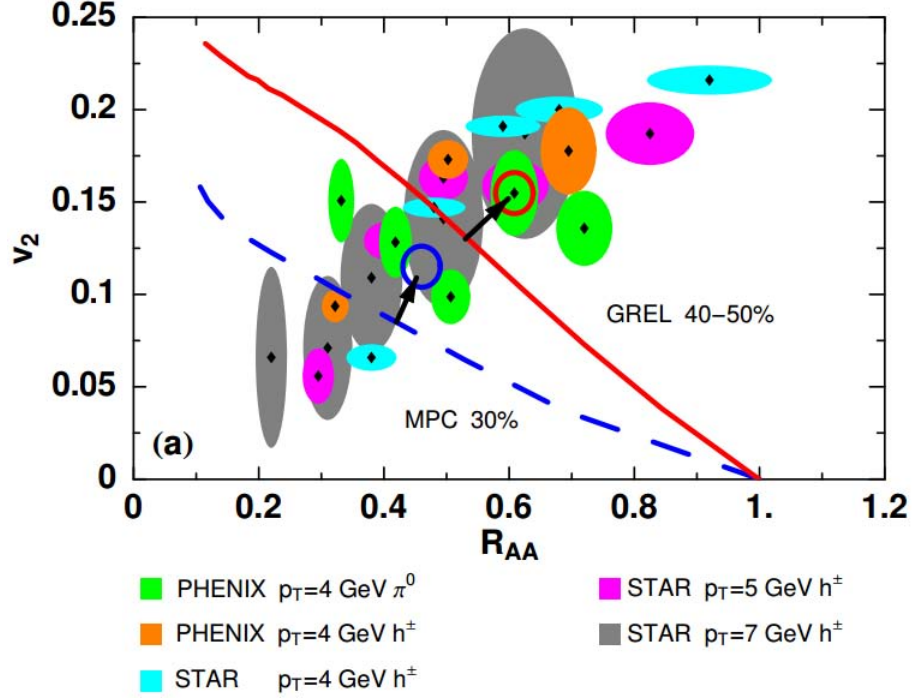 0.25
0.2
0.15
0.1
0.05
0
v2
GREL 40−50%
MPC 30%
(a)
0 0.2 0.4 0.6 0.8 1. 1.2
RAA
PHENIX pT=4 GeV π0
PHENIX pT=4 GeV h±
STAR pT=4 GeV h±
STAR pT=5 GeV h±
STAR pT=7 GeV h±